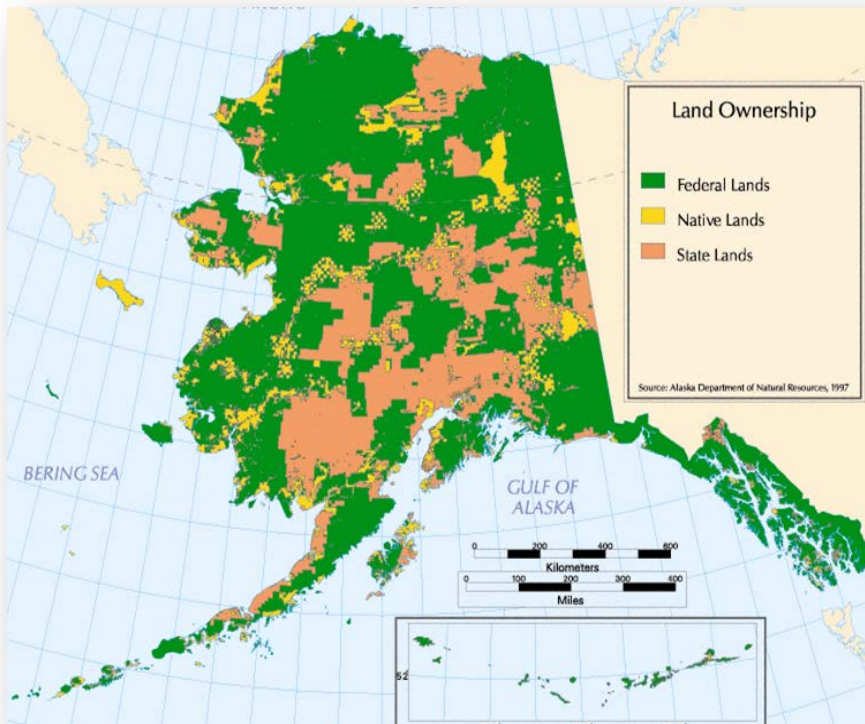 Land Ownership
Federal Lands
Native Lands
State Lands
Source: Alaska Department of Natural Resources, 1997
BERING SEA
GULF OF
ALASKA
0 200 400 600
Kilometers
0 100 200 300 400
Miles
52